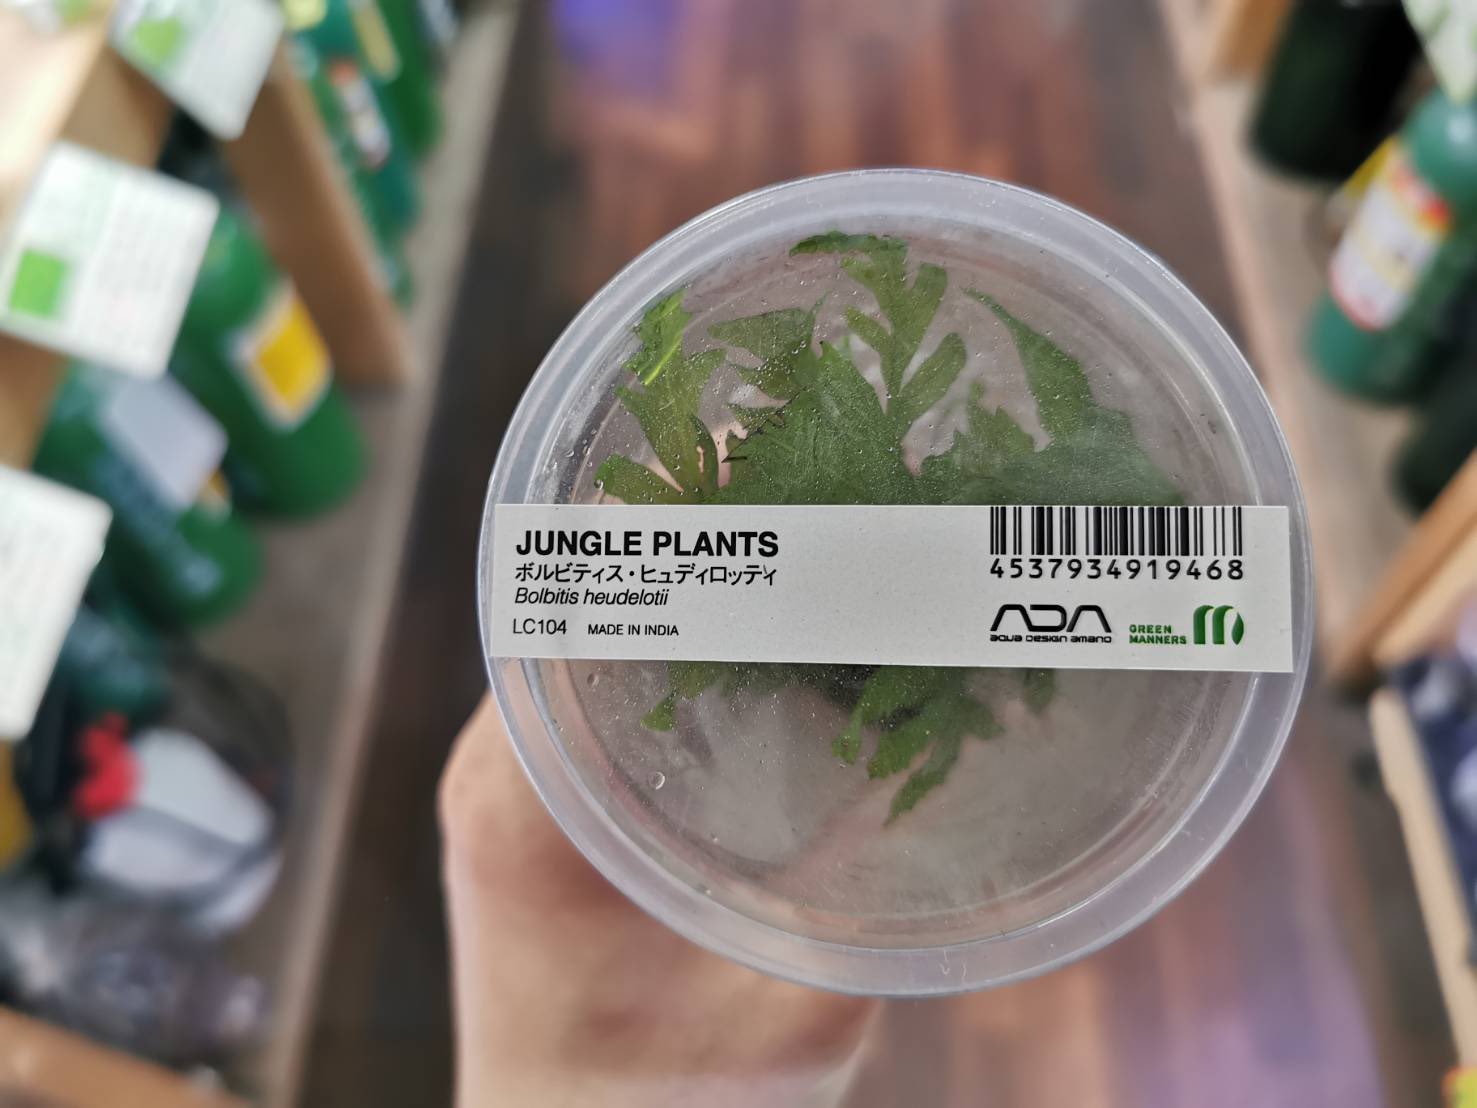 JUNGLE PLANTS
ボルビティス・ヒュディロッティ
Bolbitis heudelotii
LC104 MADE IN INDIA
4537934919468
ADA
aqua Design amano
GREEN
MANNERS